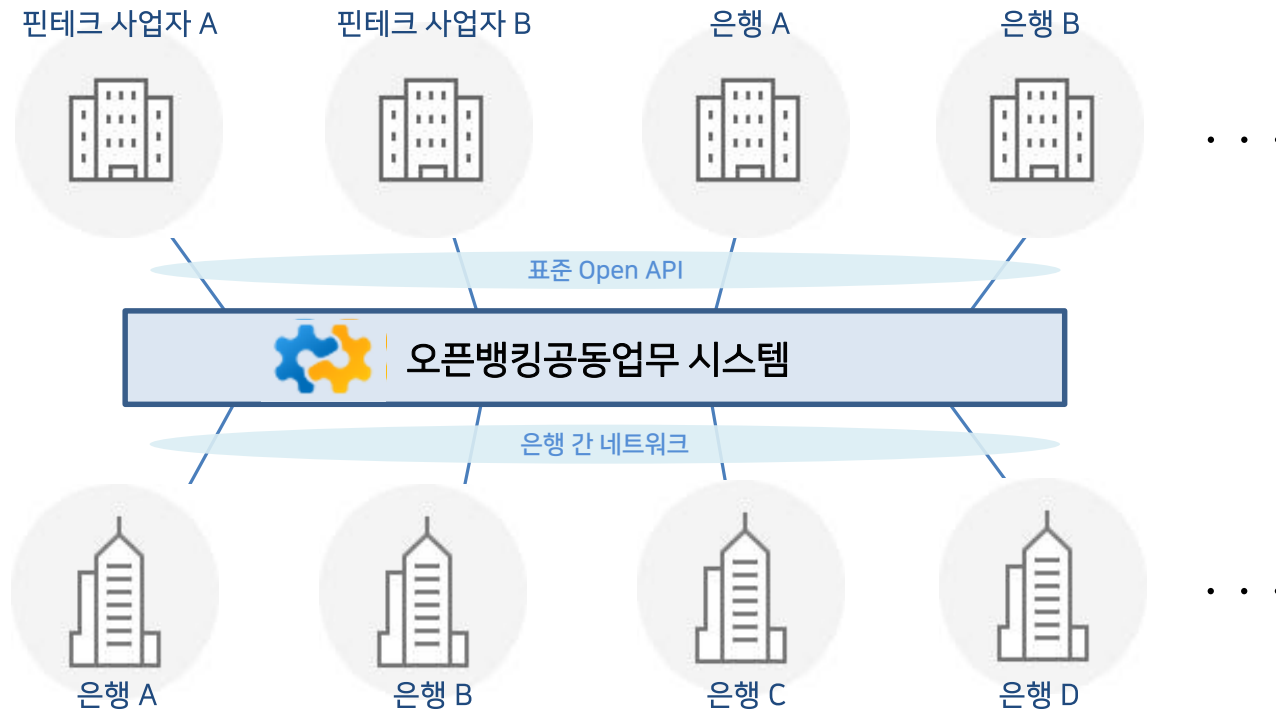 핀테크 사업자 A
핀테크 사업자 B
은행 A
은행 B
. . .
표준 Open API
오픈뱅킹공동업무 시스템
은행 간 네트워크
. . .
은행 A
은행 B
은행 C
은행 D